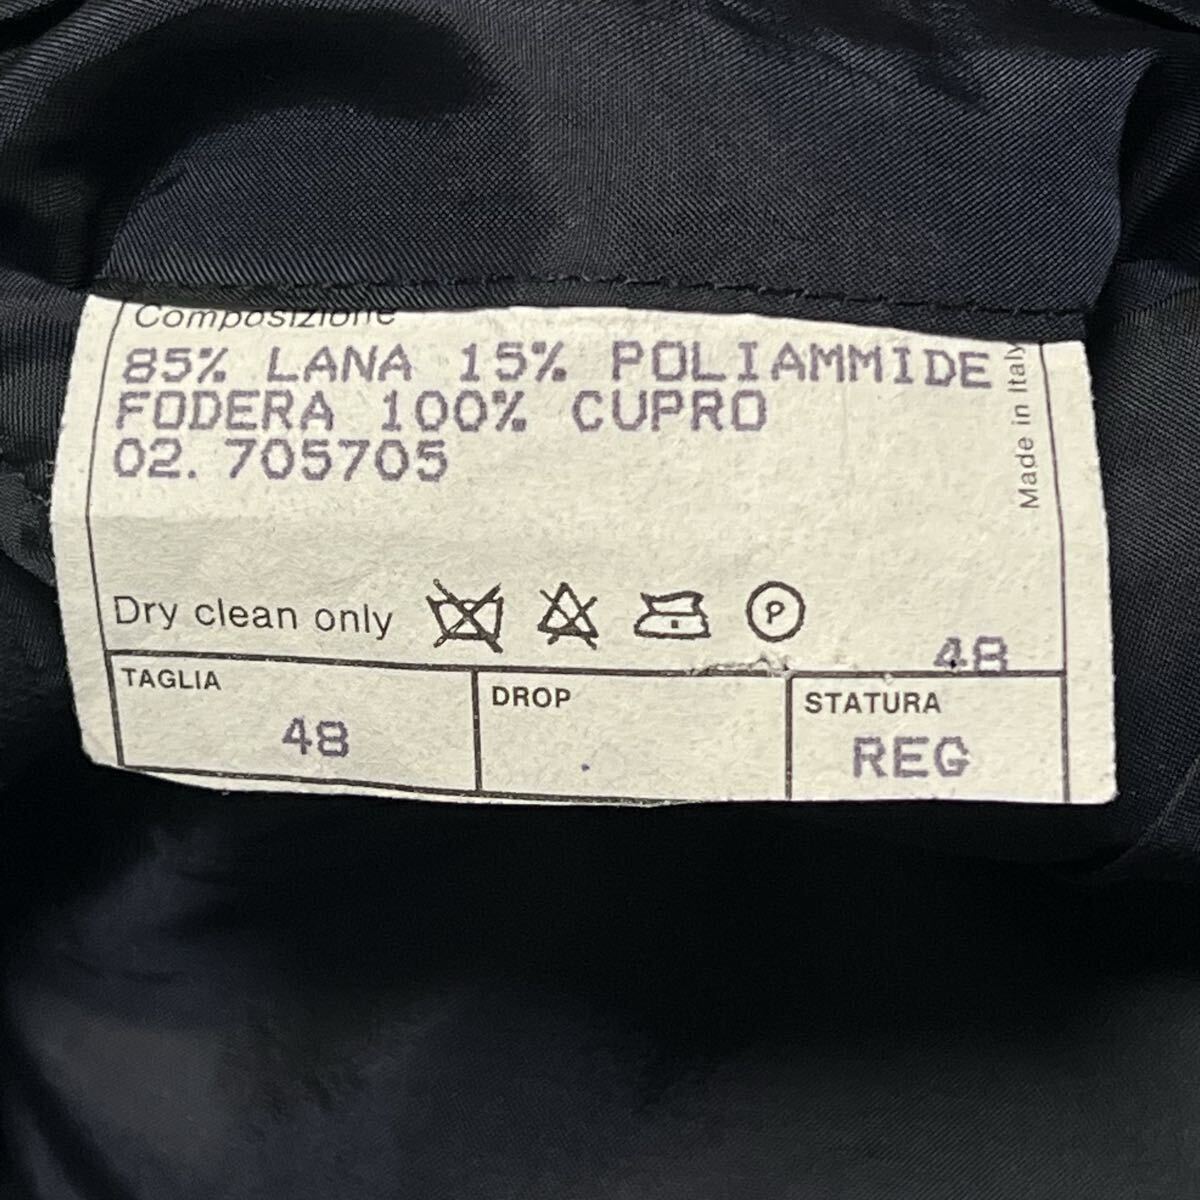 Composizione
85% LANA 15% POLIAMMIDE
FODERA 100% CUPRO
02. 705705
Made in Italy
Dry clean only
P
48
TAGLIA
48
DROP
.
STATURA
REG